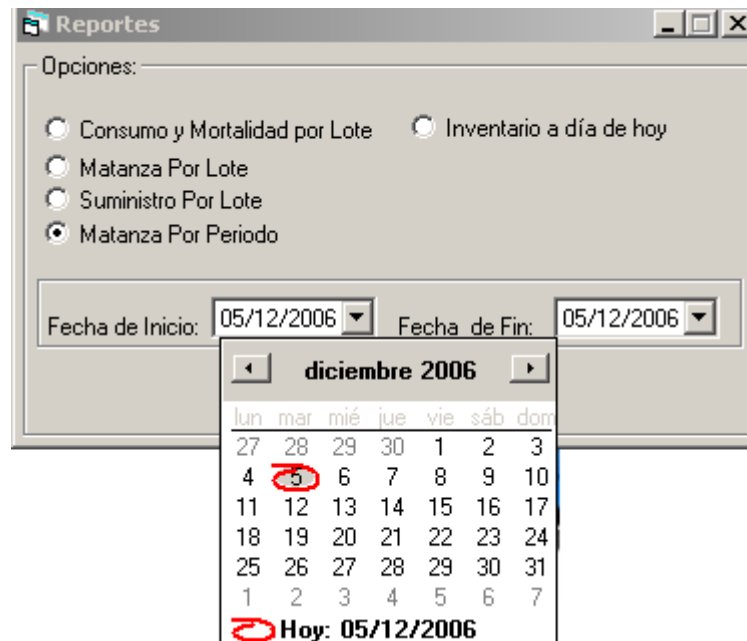 Reportes
Opciones:
Consumo y Mortalidad por Lote Inventario a día de hoy
Matanza Por Lote
Suministro Por Lote
Matanza Por Periodo
Fecha de Inicio: 05/12/2006 Fecha de Fin: 05/12/2006
diciembre 2006
lun mar mié jue vie sáb dom
27 28 29 30 1 2 3
4 5 6 7 8 9 10
11 12 13 14 15 16 17
18 19 20 21 22 23 24
25 26 27 28 29 30 31
1 2 3 4 5 6 7
Hoy: 05/12/2006